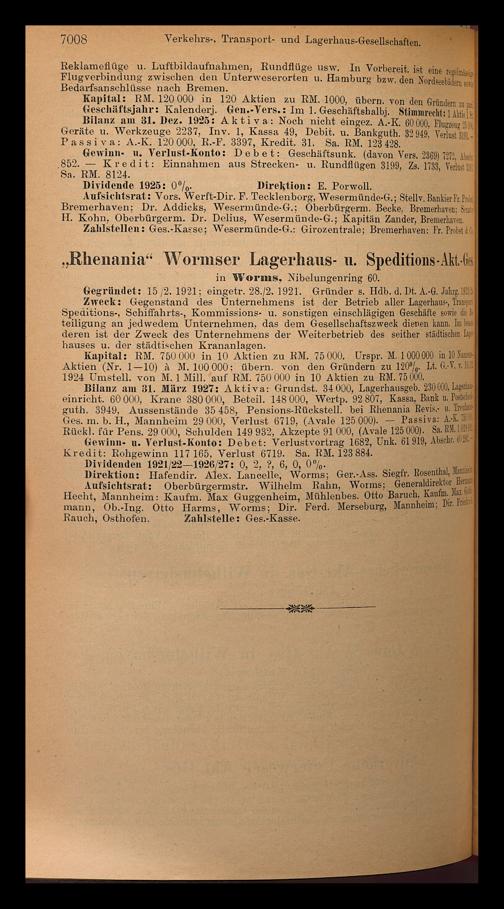 7008 Verkehrs-, Transport- und Lagerhaus-Gesellschaften.
Reklameflüge u. Luftbildaufnahmen, Rundflüge usw. In Vorbereit. ist eine
Flugverbindung zwischen den Unterweserorten u. Hamburg bzw. den Nordseebädern
Bedarfsanschlüsse nach Bremen.
Kapital: RM. 120 000 in 120 Aktien zu RM. 1000, übern. von den Gründern zu
Geschäftsjahr: Kalenderj. Gen.-Vers.: Im 1. Geschäftshalbj. Stimmrecht: 1 Aktie
Bilanz am 31. Dez. 1925: Aktiva: Noch nicht eingez. A.-K. 60 000, Flugzeug
Geräte u. Werkzeuge 2237, Inv. 1, Kassa 49, Debit. u. Bankguth. 32 949, Verlust
Passiva: A.-K. 120 000, R.-F. 3397, Kredit. 31. Sa. RM. 123 428.
Gewinn- u. Verlust-Konto: Debet: Geschäftsunk. (davon Vers. 2369) 7272,
852. — Kredit: Einnahmen aus Strecken- u. Rundflügen 3199, Zs. 1733, Verlust
Sa. RM. 8124.
Dividende 1925: 0%. Direktion: E. Porwoll.
Aufsichtsrat: Vors. Werft-Dir. F. Tecklenborg, Wesermünde-G.; Stellv. Bankier Fr.
Bremerhaven; Dr. Addicks, Wesermünde-G.; Oberbürgerm. Becke, Bremerhaven;
H. Kohn, Oberbürgerm. Dr. Delius, Wesermünde-G.; Kapitän Zander, Bremerhaven.
Zahlstellen: Ges.-Kasse; Wesermünde-G.: Girozentrale; Bremerhaven: Fr. Probst
„Rhenania“ Wormser Lagerhaus- u. Speditions-Akt.-Ges.
in Worms, Nibelungenring 60.
Gegründet: 15./2. 1921; eingetr. 28./2. 1921. Gründer s. Hdb. d. Dt. A.-G. Jahrg.
Zweck: Gegenstand des Unternehmens ist der Betrieb aller Lagerhaus-,
Speditions-, Schiffahrts-, Kommissions- u. sonstigen einschlägigen Geschäfte sowie die
teiligung an jedwedem Unternehmen, das dem Gesellschaftszweck dienen kann. Im
deren ist der Zweck des Unternehmens der Weiterbetrieb des seither städtischen
hauses u. der städtischen Krananlagen.
Kapital: RM. 750 000 in 10 Aktien zu RM. 75 000. Urspr. M. 1 000 000 in 10
Aktien (Nr. 1—10) à M. 100 000; übern. von den Gründern zu 120%. Lt. G.-V. v.
1924 Umstell. von M. 1 Mill. auf RM. 750 000 in 10 Aktien zu RM. 75 000.
Bilanz am 31. März 1927: Aktiva: Grundst. 34 000, Lagerhausgeb. 230 000,
einricht. 60 000, Krane 380 000, Beteil. 148 000, Wertp. 92 807, Kassa, Bank u.
guth. 3949, Aussenstände 35 458, Pensions-Rückstell. bei Rhenania Revis.- u.
Ges. m. b. H., Mannheim 29 000, Verlust 6719, (Avale 125 000). — Passiva: A.-K.
Rückl. für Pens. 29 000, Schulden 149 932, Akzepte 91 000, (Avale 125 000). Sa. RM.
Gewinn- u. Verlust-Konto: Debet: Verlustvortrag 1682, Unk. 61 919, Abschr.
Kredit: Rohgewinn 117 165, Verlust 6719. Sa. RM. 123 884.
Dividenden 1921/22—1926/27: 0, 2, ?, 6, 0, 0%.
Direktion: Hafendir. Alex. Lancelle, Worms; Ger.-Ass. Siegfr. Rosenthal,
Aufsichtsrat: Oberbürgermstr. Wilhelm Rahn, Worms; Generaldirektor
Hecht, Mannheim; Kaufm. Max Guggenheim, Mühlenbes. Otto Baruch, Kaufm. Max
mann, Ob.-Ing. Otto Harms, Worms; Dir. Ferd. Merseburg, Mannheim; Dir.
Rauch, Osthofen. Zahlstelle: Ges.-Kasse.